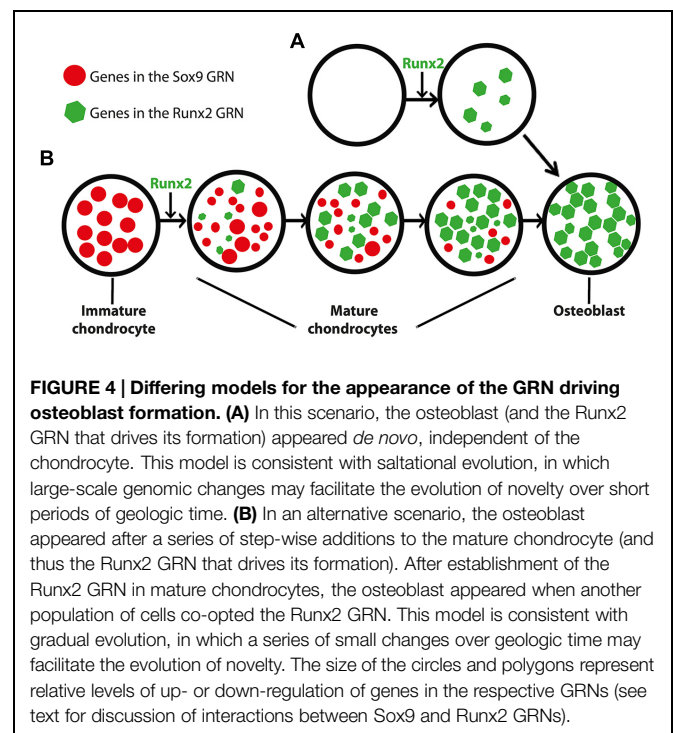 A
Runx2
Genes in the Sox9 GRN
Genes in the Runx2 GRN
B
Runx2
Immature
chondrocyte
Mature
chondrocytes
Osteoblast
FIGURE 4 | Differing models for the appearance of the GRN driving
osteoblast formation. (A) In this scenario, the osteoblast (and the Runx2
GRN that drives its formation) appeared de novo, independent of the
chondrocyte. This model is consistent with saltational evolution, in which
large-scale genomic changes may facilitate the evolution of novelty over short
periods of geologic time. (B) In an alternative scenario, the osteoblast
appeared after a series of step-wise additions to the mature chondrocyte (and
thus the Runx2 GRN that drives its formation). After establishment of the
Runx2 GRN in mature chondrocytes, the osteoblast appeared when another
population of cells co-opted the Runx2 GRN. This model is consistent with
gradual evolution, in which a series of small changes over geologic time may
facilitate the evolution of novelty. The size of the circles and polygons represent
relative levels of up- or down-regulation of genes in the respective GRNs (see
text for discussion of interactions between Sox9 and Runx2 GRNs).